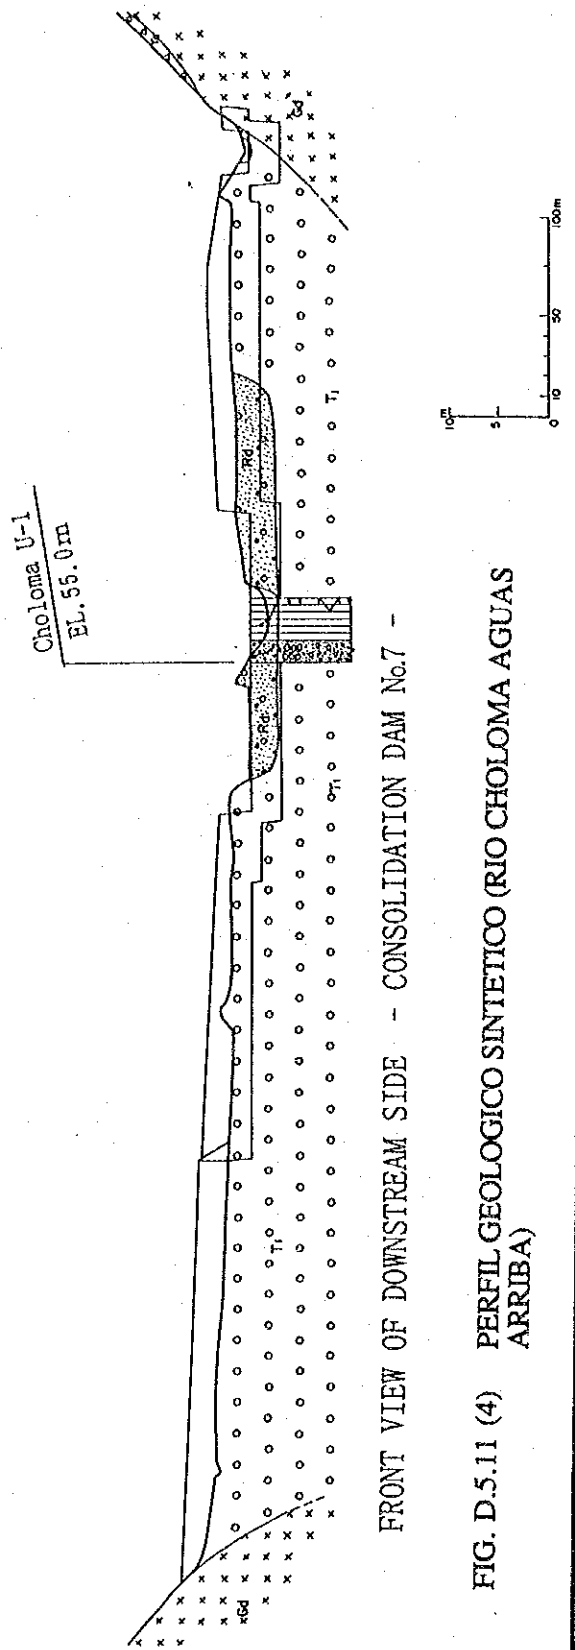 Choloma U-1
EL. 55.0m
Gd
T1
Rd
T1
Rd
T1
Gd
FRONT VIEW OF DOWNSTREAM SIDE - CONSOLIDATION DAM No.7 -
10m
5
0
0
10
50
100m
FIG. D.5.11 (4) PERFIL GEOLOGICO SINTETICO (RIO CHOLOMA AGUAS
ARRIBA)